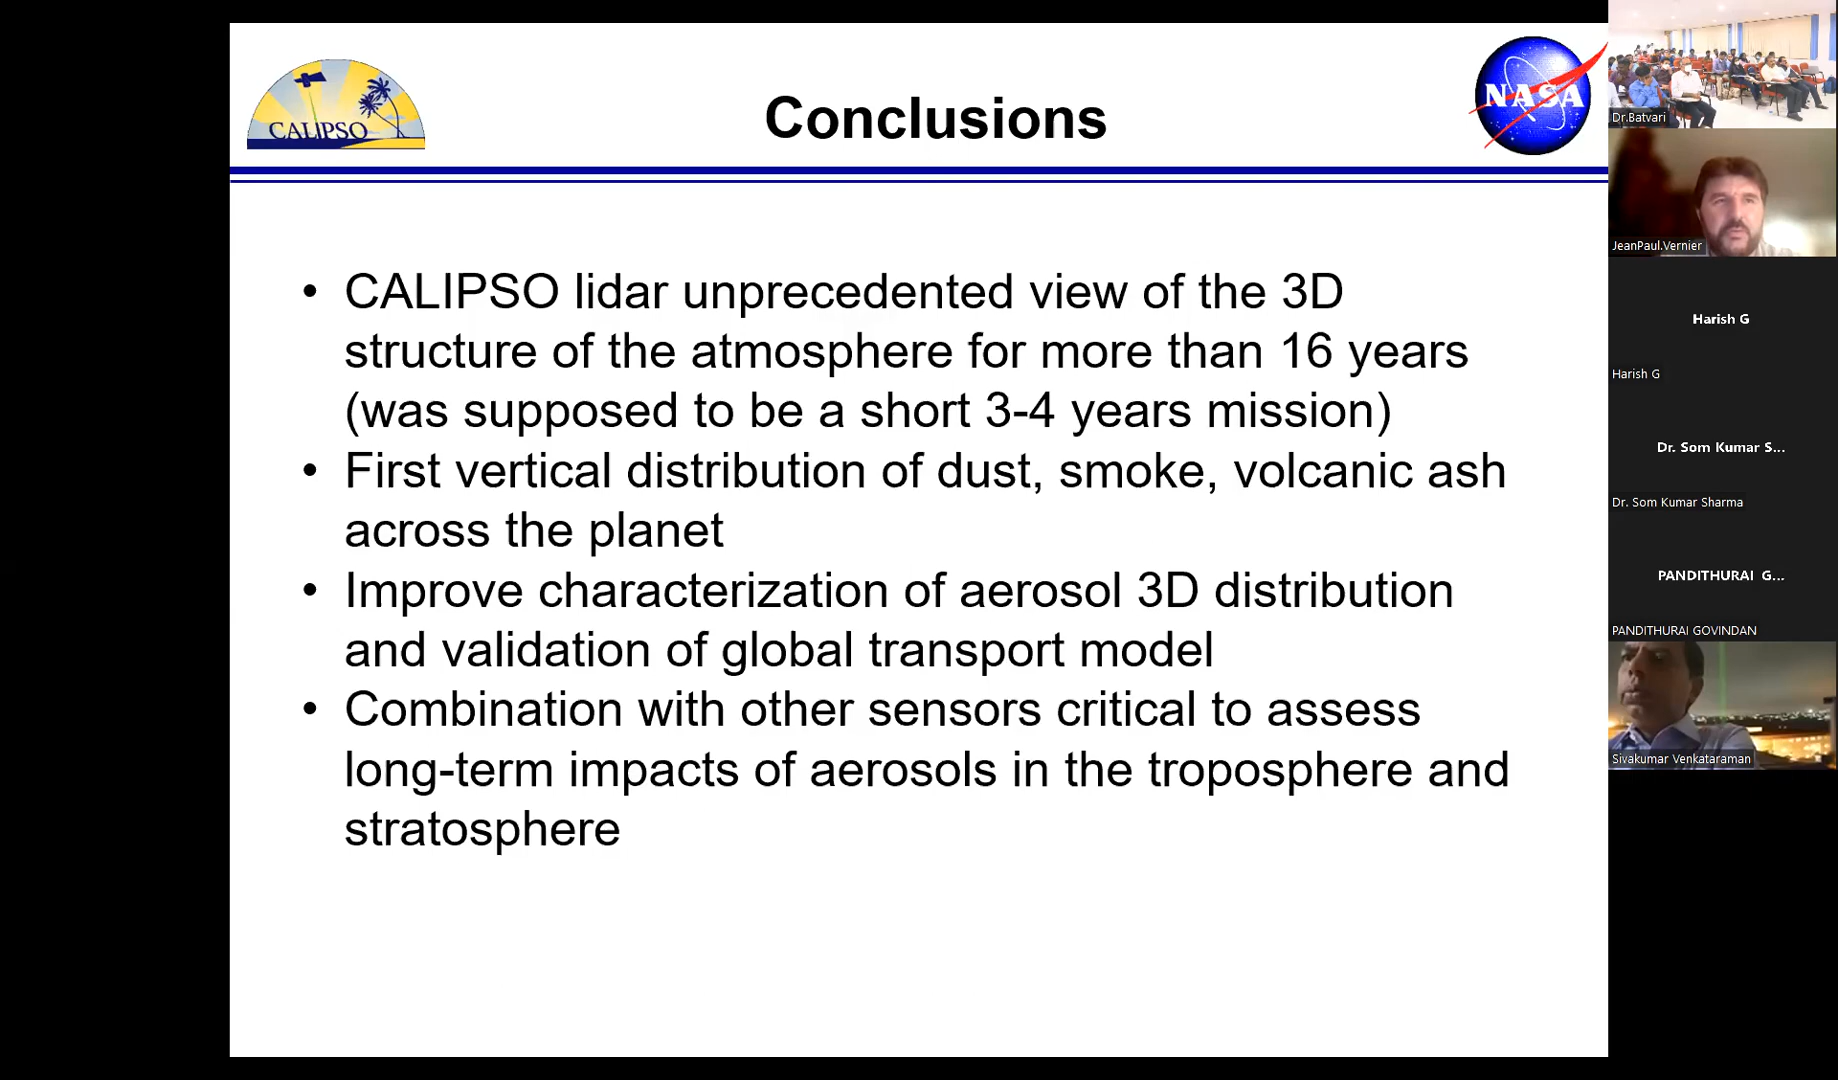 CALIPSO
Conclusions
NASA
• CALIPSO lidar unprecedented view of the 3D
structure of the atmosphere for more than 16 years
(was supposed to be a short 3-4 years mission)
• First vertical distribution of dust, smoke, volcanic ash
across the planet
• Improve characterization of aerosol 3D distribution
and validation of global transport model
• Combination with other sensors critical to assess
long-term impacts of aerosols in the troposphere and
stratosphere
Dr.Batvari
JeanPaul.Vernier
Harish G
Harish G
Dr. Som Kumar S...
Dr. Som Kumar Sharma
PANDITHURAI G...
PANDITHURAI GOVINDAN
Sivakumar Venkataraman